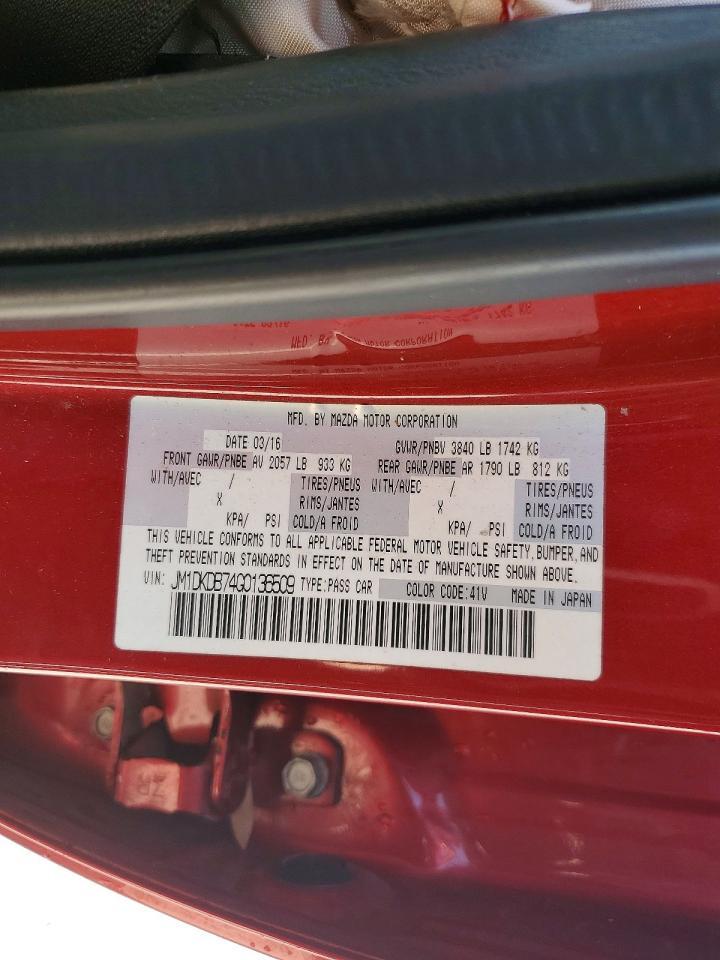 MFD. BY MAZDA MOTOR CORPORATION
DATE 03/16 GVWR/PNBV 3840 LB 1742 KG
FRONT GAWR/PNBE AV 2057 LB 933 KG REAR GAWR/PNBE AR 1790 LB 812 KG
WITH/AVEC / TIRES/PNEUS WITH/AVEC / TIRES/PNEUS
X RIMS/JANTES X RIMS/JANTES
KPA/ PSI COLD/A FROID KPA/ PSI COLD/A FROID
THIS VEHICLE CONFORMS TO ALL APPLICABLE FEDERAL MOTOR VEHICLE SAFETY, BUMPER, AND
THEFT PREVENTION STANDARDS IN EFFECT ON THE DATE OF MANUFACTURE SHOWN ABOVE.
VIN: JM1DKDB74G0136509 TYPE:PASS CAR COLOR CODE:41V MADE IN JAPAN